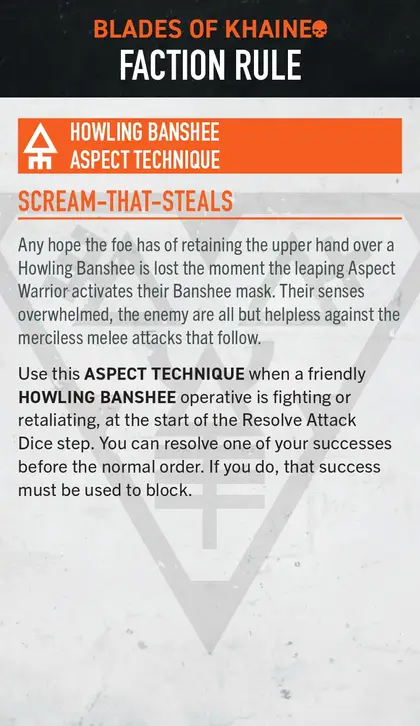 BLADES OF KHAINE
FACTION RULE
HOWLING BANSHEE
ASPECT TECHNIQUE
SCREAM-THAT-STEALS
Any hope the foe has of retaining the upper hand over a
Howling Banshee is lost the moment the leaping Aspect
Warrior activates their Banshee mask. Their senses
overwhelmed, the enemy are all but helpless against the
merciless melee attacks that follow.
Use this ASPECT TECHNIQUE when a friendly
HOWLING BANSHEE operative is fighting or
retaliating, at the start of the Resolve Attack
Dice step. You can resolve one of your successes
before the normal order. If you do, that success
must be used to block.